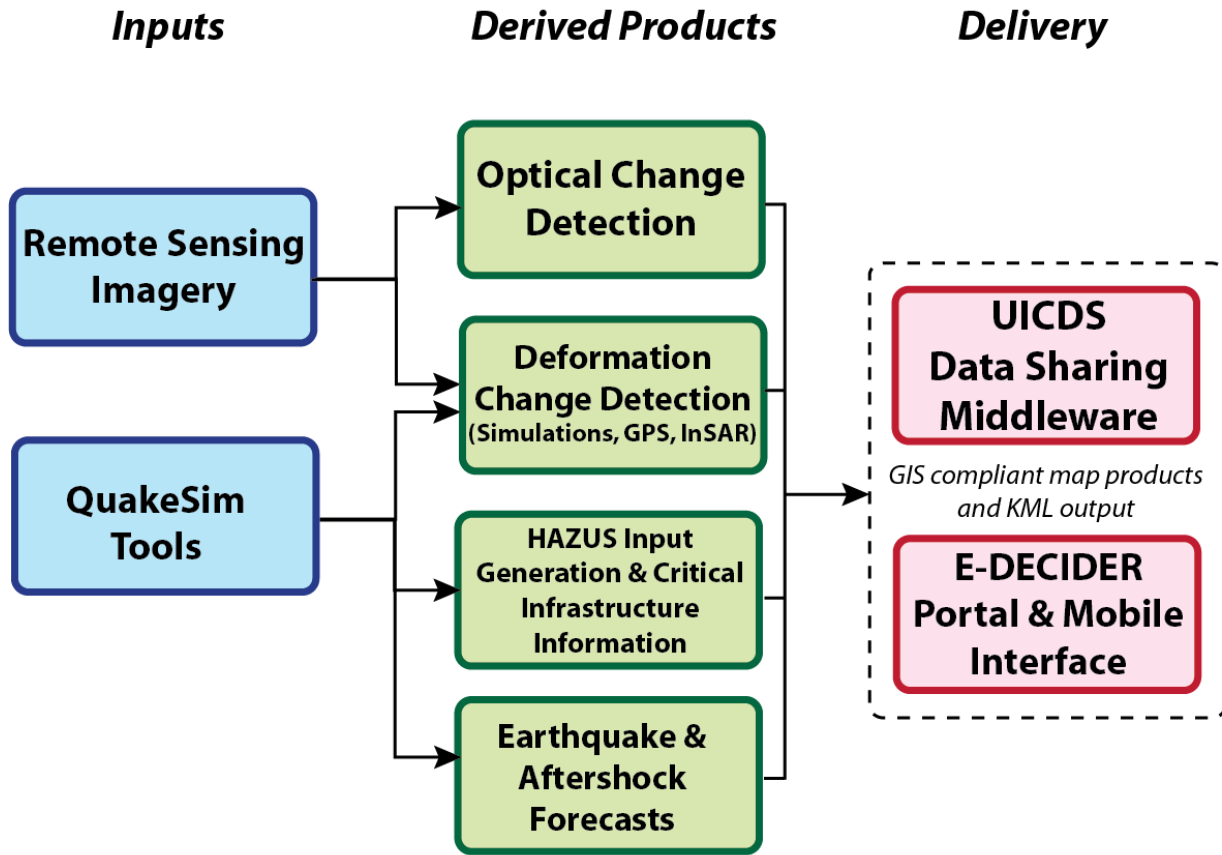 Inputs
Derived Products
Delivery
Remote Sensing
Imagery
QuakeSim
Tools
Optical Change
Detection
Deformation
Change Detection
(Simulations, GPS, InSAR)
HAZUS Input
Generation & Critical
Infrastructure
Information
Earthquake &
Aftershock
Forecasts
UICDS
Data Sharing
Middleware
GIS compliant map products
and KML output
E-DECIDER
Portal & Mobile
Interface